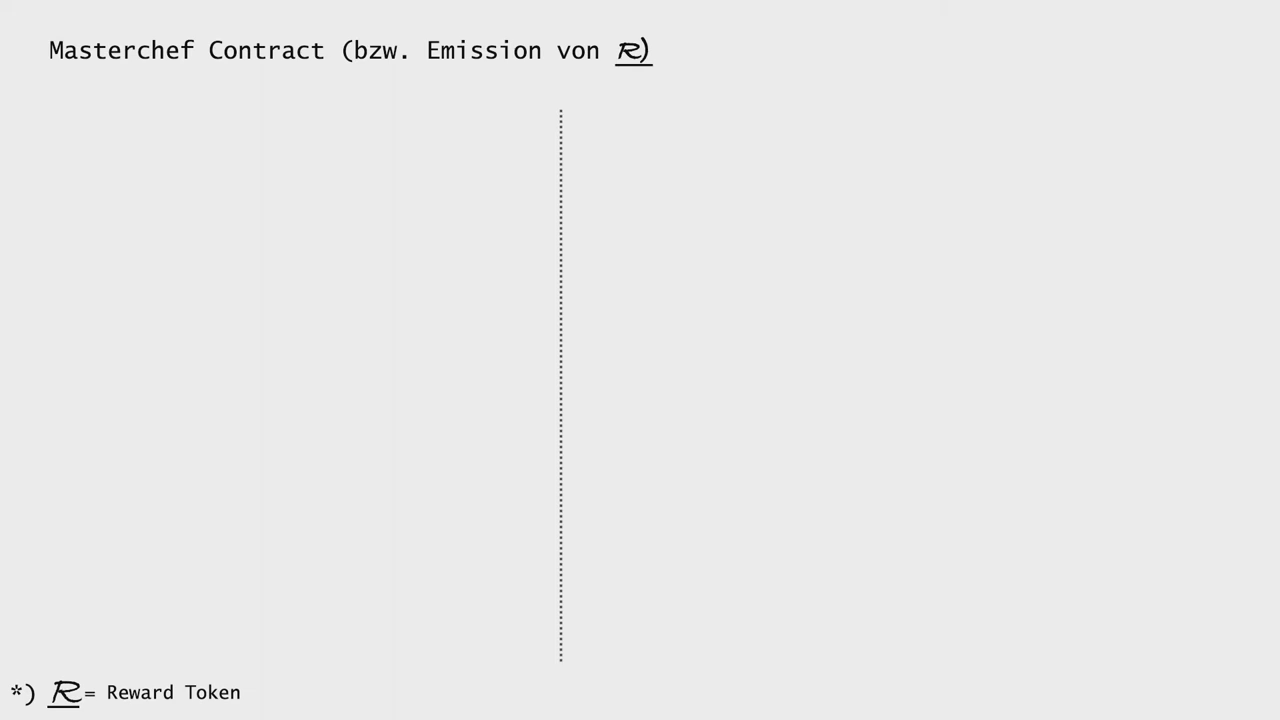 Masterchef Contract (bzw. Emission von R)
*) R = Reward Token